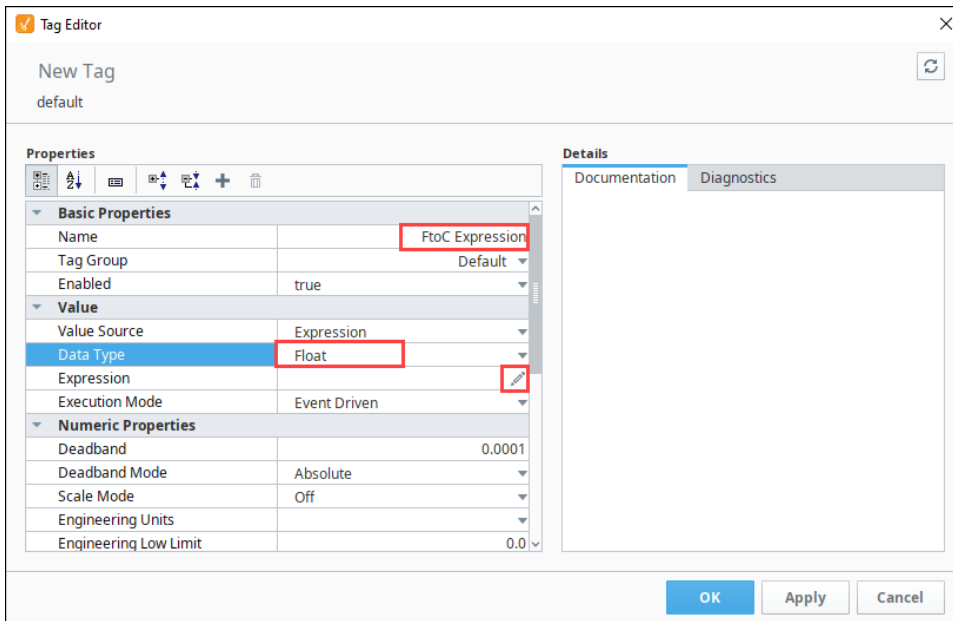 Tag Editor
New Tag
default
Properties
Basic Properties
Name FtoC Expression
Tag Group Default
Enabled true
Value
Value Source Expression
Data Type Float
Expression
Execution Mode Event Driven
Numeric Properties
Deadband 0.0001
Deadband Mode Absolute
Scale Mode Off
Engineering Units
Engineering Low Limit 0.0
Details
Documentation Diagnostics
OK Apply Cancel